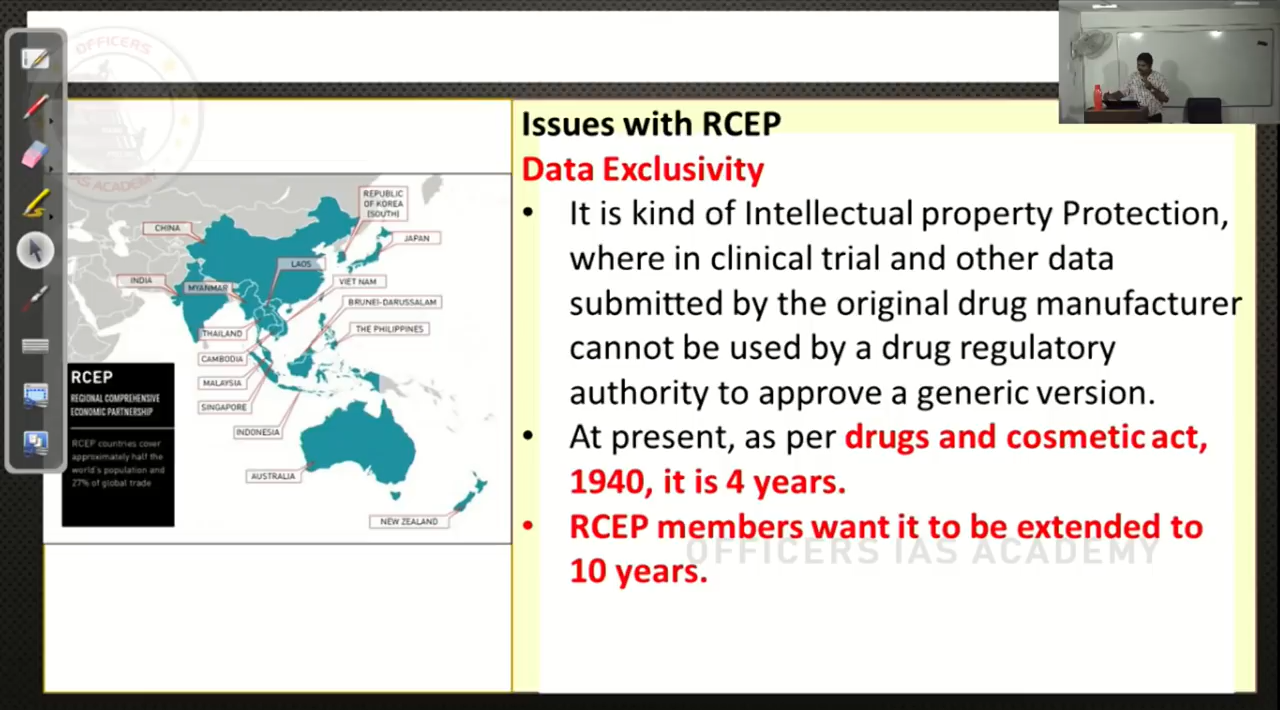 OFFICERS
IAS ACADEMY
Issues with RCEP
Data Exclusivity
• It is kind of Intellectual property Protection,
where in clinical trial and other data
submitted by the original drug manufacturer
cannot be used by a drug regulatory
authority to approve a generic version.
• At present, as per drugs and cosmetic act,
1940, it is 4 years.
• RCEP members want it to be extended to
10 years.
OFFICERS IAS ACADEMY
REPUBLIC
OF KOREA
(SOUTH)
CHINA
JAPAN
LAOS
INDIA
MYANMAR
VIET NAM
BRUNEI-DARUSSALAM
THAILAND
THE PHILIPPINES
CAMBODIA
MALAYSIA
SINGAPORE
INDONESIA
AUSTRALIA
NEW ZEALAND
RCEP
REGIONAL COMPREHENSIVE
ECONOMIC PARTNERSHIP
RCEP countries cover
approximately half the
world's population and
27% of global trade